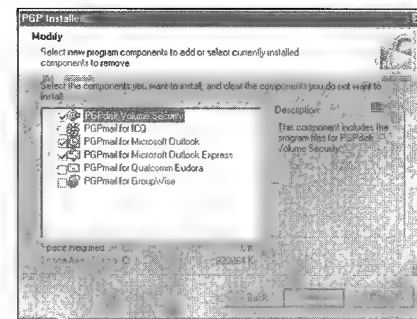 PGP Installer
Modify
Select new program components to add or select currently installed
components to remove.
Select the components you want to install, and clear the components you do not want to
install.
PGPdisk Volume Security
PGPmail for ICQ
PGPmail for Microsoft Outlook
PGPmail for Microsoft Outlook Express
PGPmail for Qualcomm Eudora
PGPmail for GroupWise
Description
This component includes the
program files for PGPdisk
Volume Security
Space Required
K
K
Back